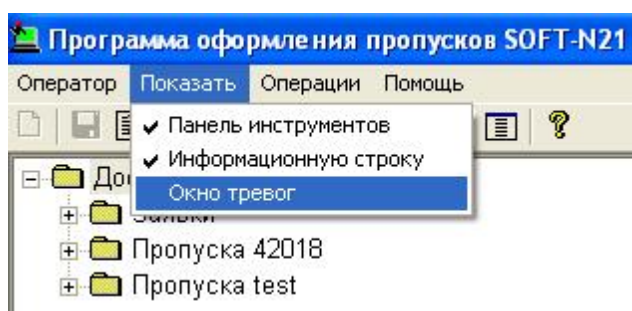 Программа оформления пропусков SOFT-N21
Оператор Показать Операции Помощь
Панель инструментов
Информационную строку
Окно тревог
Пропуска 42018
Пропуска test